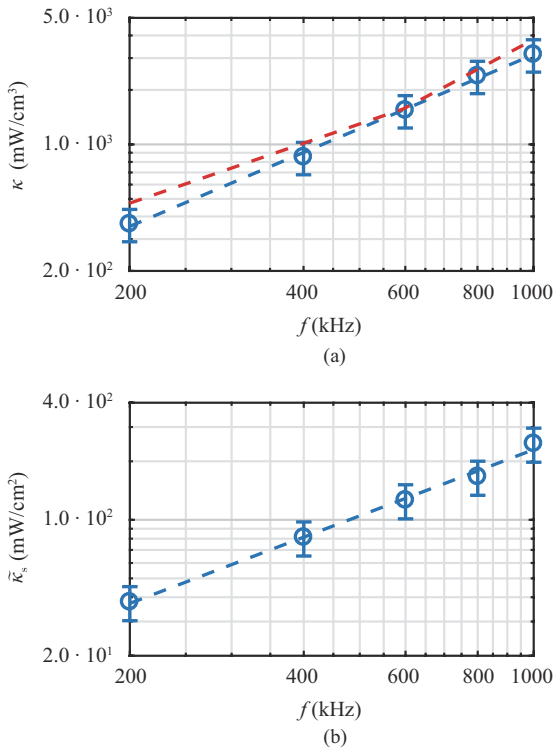 5.0 · 10³
κ (mW/cm³)
1.0 · 10³
2.0 · 10²
200 400 600 800 1000
f (kHz)
(a)
4.0 · 10²
κ̃ₛ (mW/cm²)
1.0 · 10²
2.0 · 10¹
200 400 600 800 1000
f (kHz)
(b)